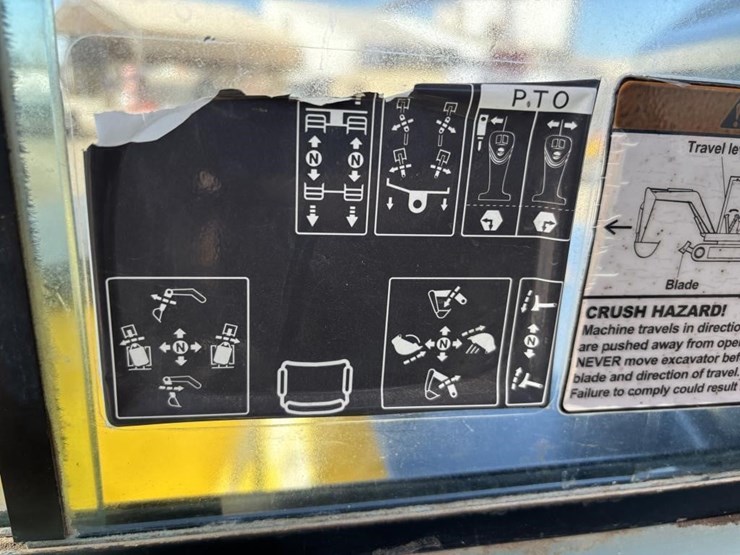 P.T O
N
N
N
N
N
Travel le
Blade
CRUSH HAZARD!
Machine travels in directio
are pushed away from ope
NEVER move excavator bef
blade and direction of travel.
Failure to comply could result